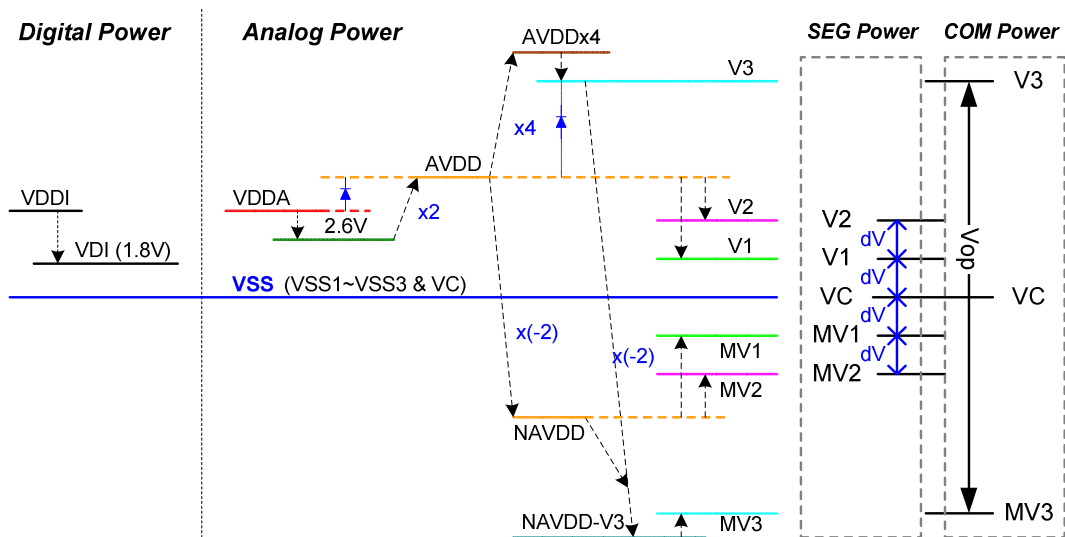 Digital Power
Analog Power
SEG Power
COM Power
AVDDx4
V3
V3
x4
AVDD
VDDI
VDDA
x2
2.6V
V2
V2
dV
VDI (1.8V)
V1
V1
Vop
dV
VSS (VSS1~VSS3 & VC)
VC
VC
dV
x(-2)
MV1
x(-2)
MV1
dV
MV2
MV2
NAVDD
NAVDD-V3
MV3
MV3